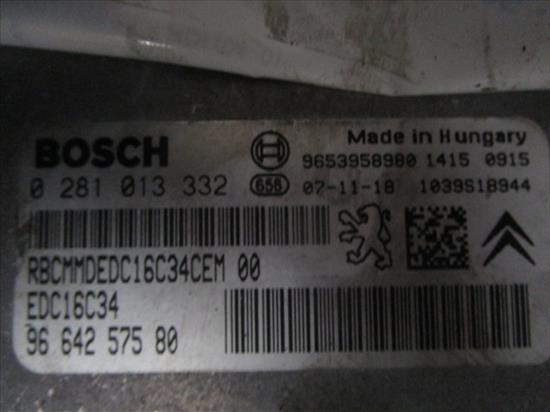 BOSCH
Made in Hungary
9653958980 1415 0915
0 281 013 332
658
07-11-18 1039S18944
RBCMMDEDC16C34CEM 00
EDC16C34
96 642 575 80